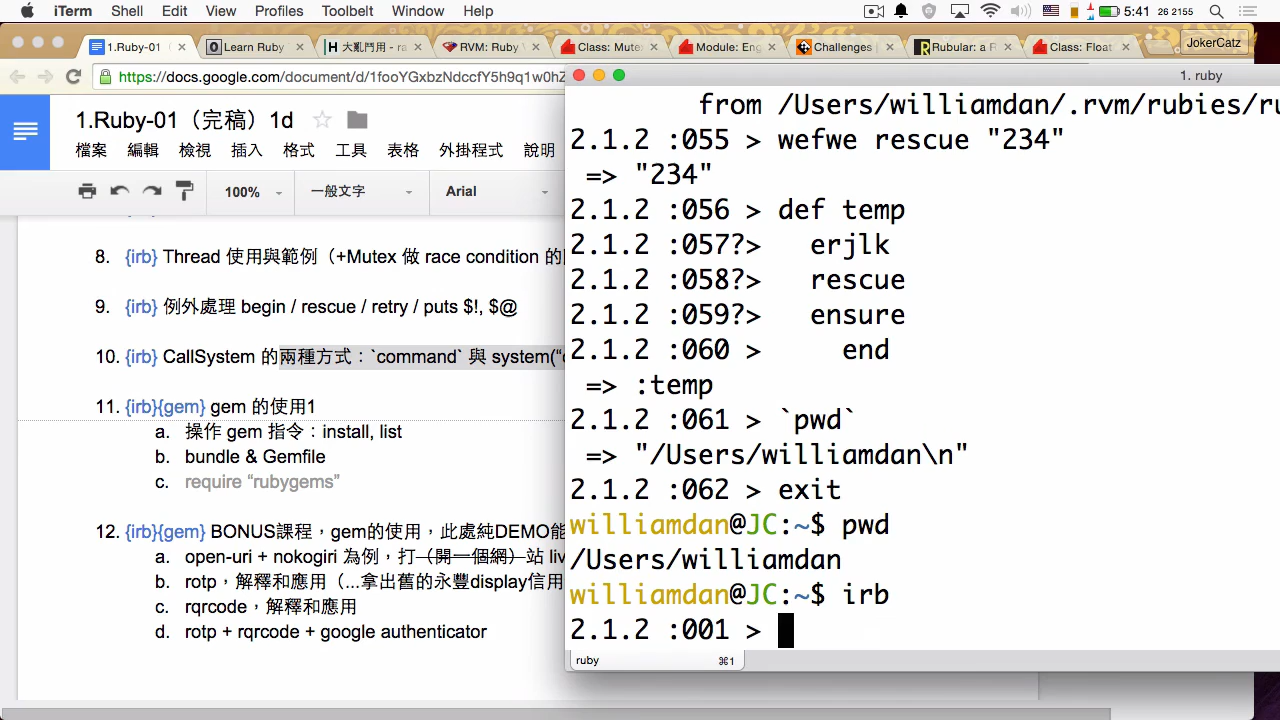 iTerm Shell Edit View Profiles Toolbelt Window Help 5:41 26 2155
1.Ruby-01 Learn Ruby 大亂鬥用 - ra RVM: Ruby Class: Mute Module: Eng Challenges Rubular: a R Class: Float JokerCatz
https://docs.google.com/document/d/1fooYGxbzNdccfY5h9q1w0hZ
1.Ruby-01（完稿）1d
檔案 編輯 檢視 插入 格式 工具 表格 外掛程式 說明
100% 一般文字 Arial
8. {irb} Thread 使用與範例（+Mutex 做 race condition 的
9. {irb} 例外處理 begin / rescue / retry / puts $!, $@
10. {irb} CallSystem 的兩種方式：`command` 與 system(“
11. {irb}{gem} gem 的使用1
a. 操作 gem 指令：install, list
b. bundle & Gemfile
c. require “rubygems”
12. {irb}{gem} BONUS課程，gem的使用，此處純DEMO能
a. open-uri + nokogiri 為例，打（開一個網）站 liv
b. rotp，解釋和應用（...拿出舊的永豐display信用
c. rqrcode，解釋和應用
d. rotp + rqrcode + google authenticator
1. ruby
from /Users/williamdan/.rvm/rubies/ru
2.1.2 :055 > wefwe rescue "234"
=> "234"
2.1.2 :056 > def temp
2.1.2 :057?> erjlk
2.1.2 :058?> rescue
2.1.2 :059?> ensure
2.1.2 :060 > end
=> :temp
2.1.2 :061 > `pwd`
=> "/Users/williamdan\n"
2.1.2 :062 > exit
williamdan@JC:~$ pwd
/Users/williamdan
williamdan@JC:~$ irb
2.1.2 :001 >
ruby ⌘1